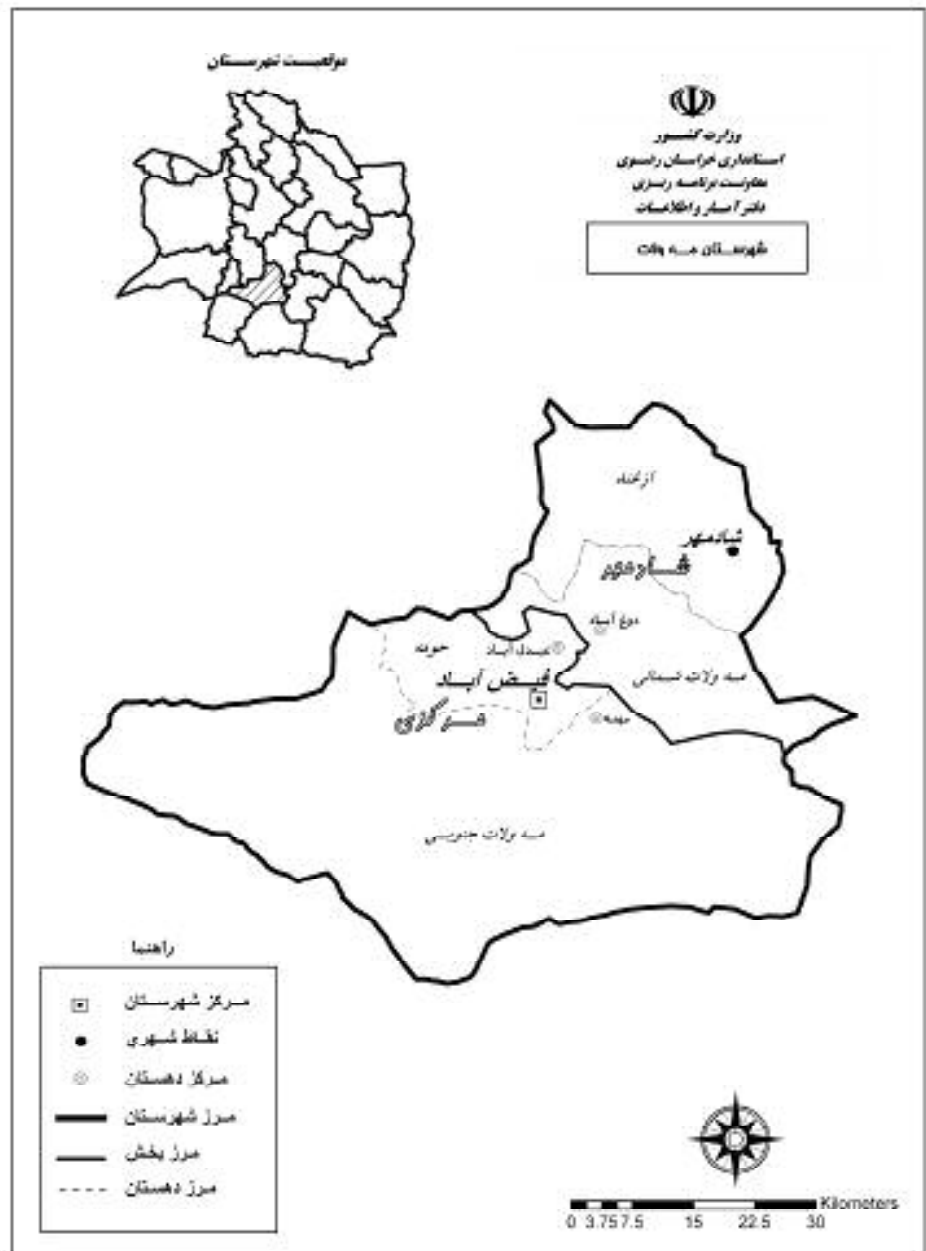 موقعیت شهرستان
وزارت کشور
استانداری خراسان رضوی
معاونت برنامه ریزی
دفتر آمار و اطلاعات
شهرستان مه ولات
ازغند
شادمهر
شادمهر
دوغ آباد
مه ولات شمالی
حومه
عبدل آباد
فیض آباد
مرکزی
مهنه
مه ولات جنوبی
راهنما
مرکز شهرستان
نقاط شهری
مرکز دهستان
مرز شهرستان
مرز بخش
مرز دهستان
Kilometers
0 3.75 7.5 15 22.5 30